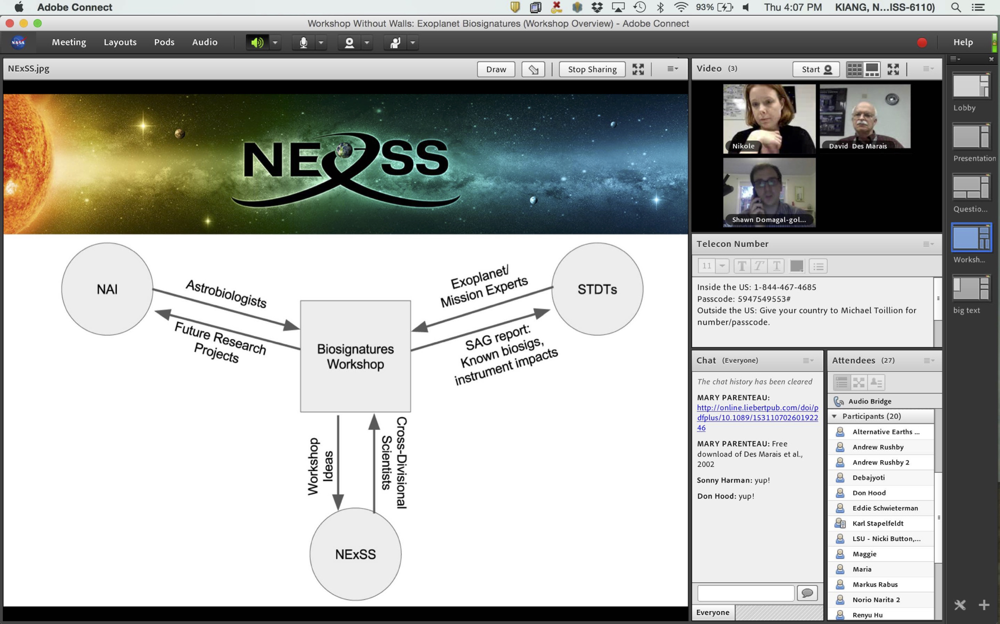 Adobe Connect
93%
Thu 4:07 PM
KIANG, N...ISS-6110)
Workshop Without Walls: Exoplanet Biosignatures (Workshop Overview) - Adobe Connect
NASA
Meeting
Layouts
Pods
Audio
Help
NExSS.jpg
Draw
Stop Sharing
NExSS
NAI
Astrobiologists
Future Research
Projects
Exoplanet/
Mission Experts
STDTs
SAG report:
Known biosigs,
instrument impacts
Biosignatures
Workshop
Workshop
Ideas
Cross-Divisional
Scientists
NExSS
Video (3)
Start
Nikole
David Des Marais
Shawn Domagal-gol...
Telecon Number
11
T T T
Inside the US: 1-844-467-4685
Passcode: 5947549553#
Outside the US: Give your country to Michael Toillion for
number/passcode.
Chat (Everyone)
The chat history has been cleared
MARY PARENTEAU:
http://online.liebertpub.com/doi/p
dfplus/10.1089/153110702601922
46
MARY PARENTEAU: Free
download of Des Marais et al.,
2002
Sonny Harman: yup!
Don Hood: yup!
Everyone
Attendees (27)
Audio Bridge
Participants (20)
Alternative Earths ...
Andrew Rushby
Andrew Rushby 2
Debajyoti
Don Hood
Eddie Schwieterman
Karl Stapelfeldt
LSU - Nicki Button,...
Maggie
Maria
Markus Rabus
Norio Narita 2
Renyu Hu
Lobby
Presentation
Questio...
Worksh...
big text